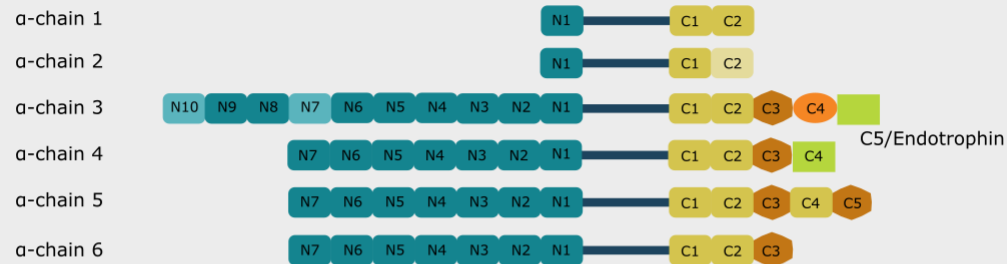 α-chain 1 N1 C1 C2
α-chain 2 N1 C1 C2
α-chain 3 N10 N9 N8 N7 N6 N5 N4 N3 N2 N1 C1 C2 C3 C4
C5/Endotrophin
α-chain 4 N7 N6 N5 N4 N3 N2 N1 C1 C2 C3 C4
α-chain 5 N7 N6 N5 N4 N3 N2 N1 C1 C2 C3 C4 C5
α-chain 6 N7 N6 N5 N4 N3 N2 N1 C1 C2 C3